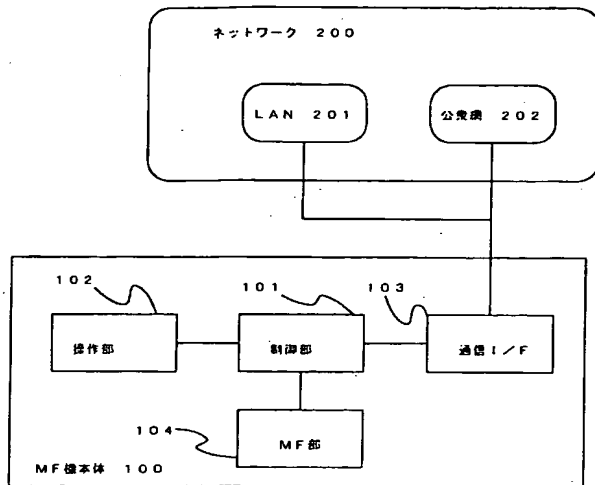 ネットワーク 200
LAN 201
公衆網 202
102
101
103
操作部
制御部
通信I/F
104
MF部
MF機本体 100